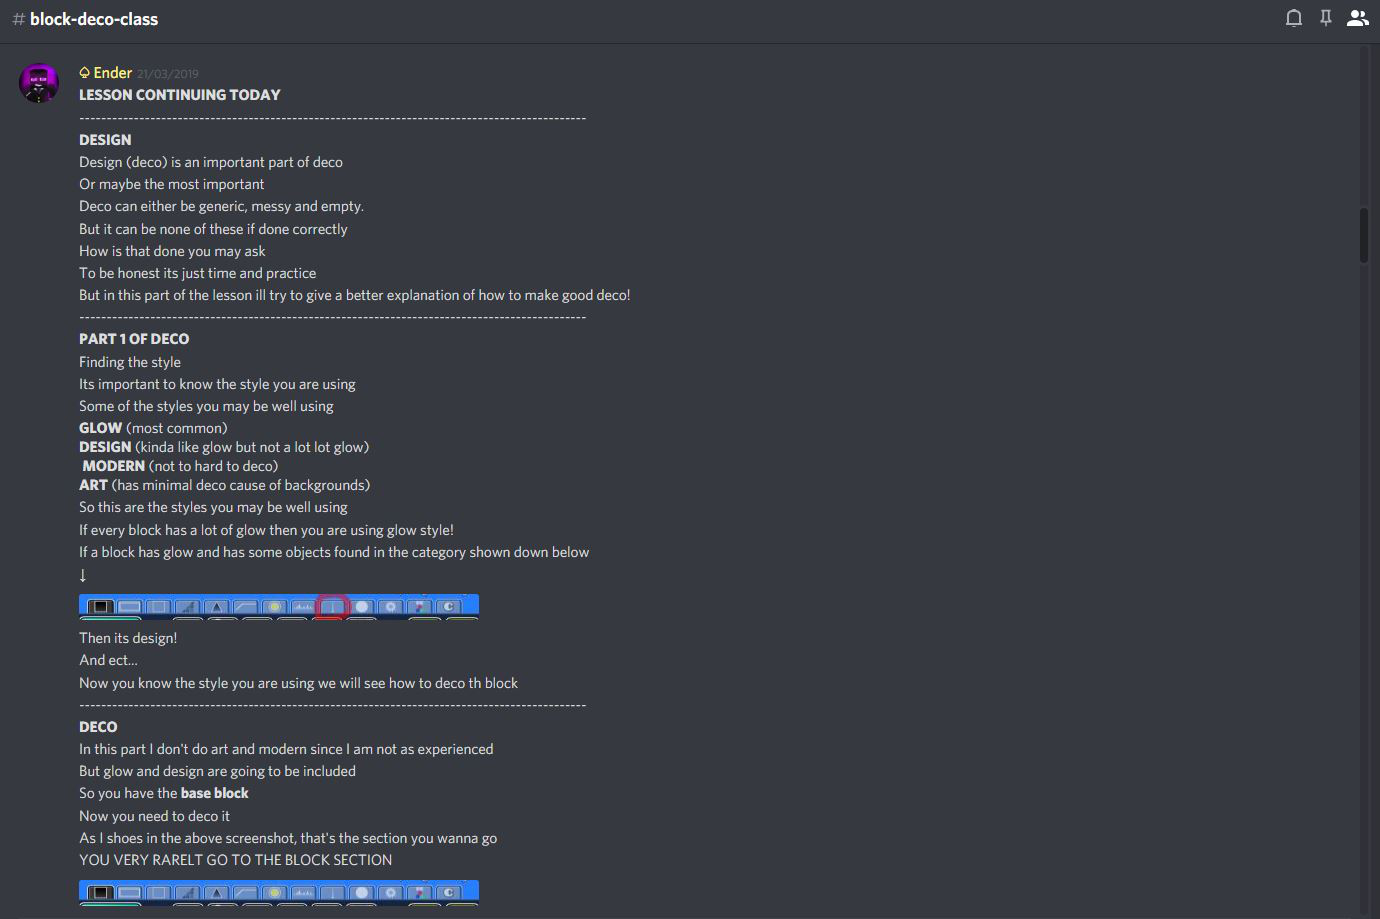 # block-deco-class
Ender 21/03/2019
LESSON CONTINUING TODAY
---------------------------------------------------------------------------------------------
DESIGN
Design (deco) is an important part of deco
Or maybe the most important
Deco can either be generic, messy and empty.
But it can be none of these if done correctly
How is that done you may ask
To be honest its just time and practice
But in this part of the lesson ill try to give a better explanation of how to make good deco!
---------------------------------------------------------------------------------------------
PART 1 OF DECO
Finding the style
Its important to know the style you are using
Some of the styles you may be well using
GLOW (most common)
DESIGN (kinda like glow but not a lot lot glow)
MODERN (not to hard to deco)
ART (has minimal deco cause of backgrounds)
So this are the styles you may be well using
If every block has a lot of glow then you are using glow style!
If a block has glow and has some objects found in the category shown down below
↓
Then its design!
And ect...
Now you know the style you are using we will see how to deco th block
---------------------------------------------------------------------------------------------
DECO
In this part I don't do art and modern since I am not as experienced
But glow and design are going to be included
So you have the base block
Now you need to deco it
As I shoes in the above screenshot, that's the section you wanna go
YOU VERY RARELT GO TO THE BLOCK SECTION